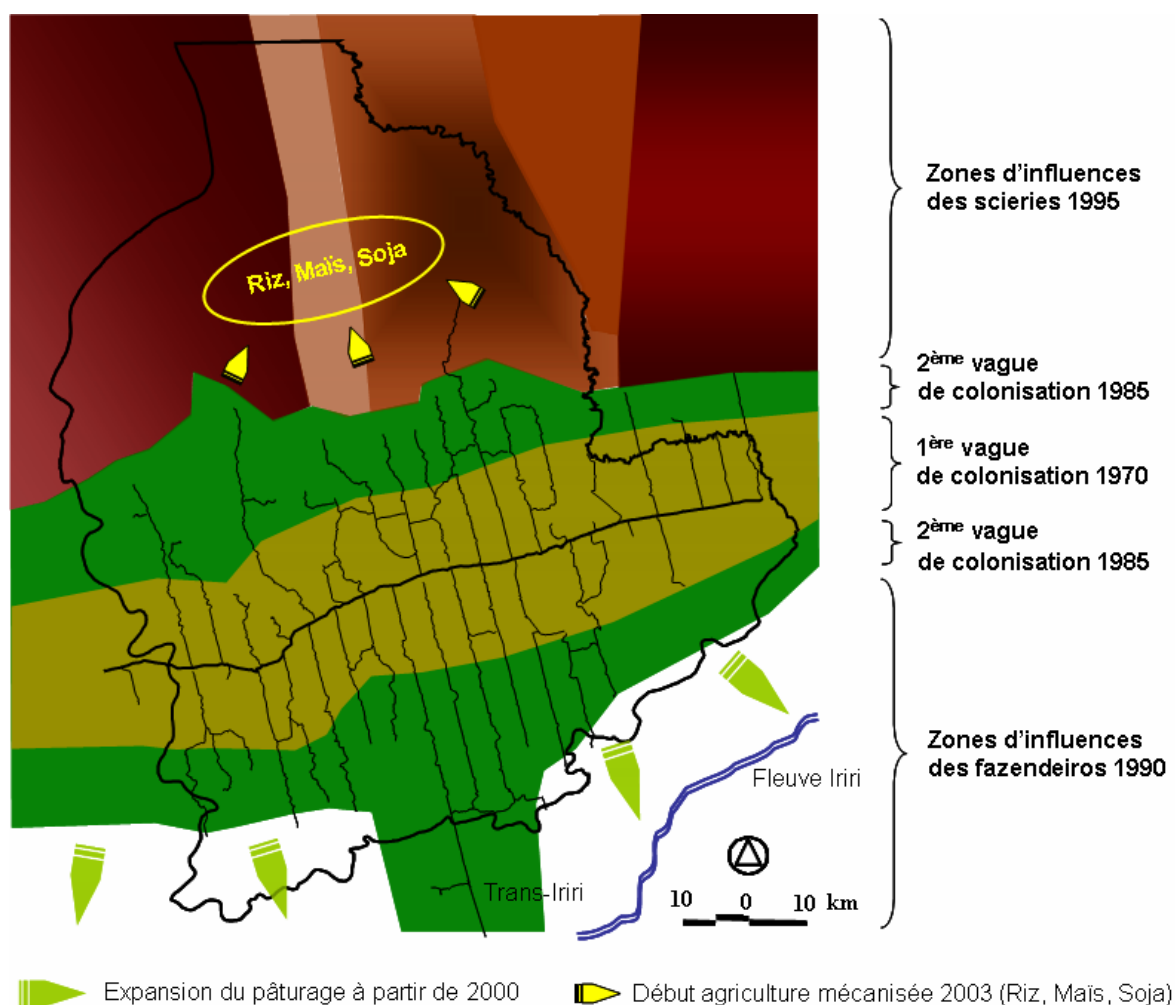 Zones d'influences
des scieries 1995
Riz, Maïs, Soja
2ème vague
de colonisation 1985
1ère vague
de colonisation 1970
2ème vague
de colonisation 1985
Zones d'influences
des fazendeiros 1990
Fleuve Iriri
Trans-Iriri
10 0 10 km
Expansion du pâturage à partir de 2000
Début agriculture mécanisée 2003 (Riz, Maïs, Soja)